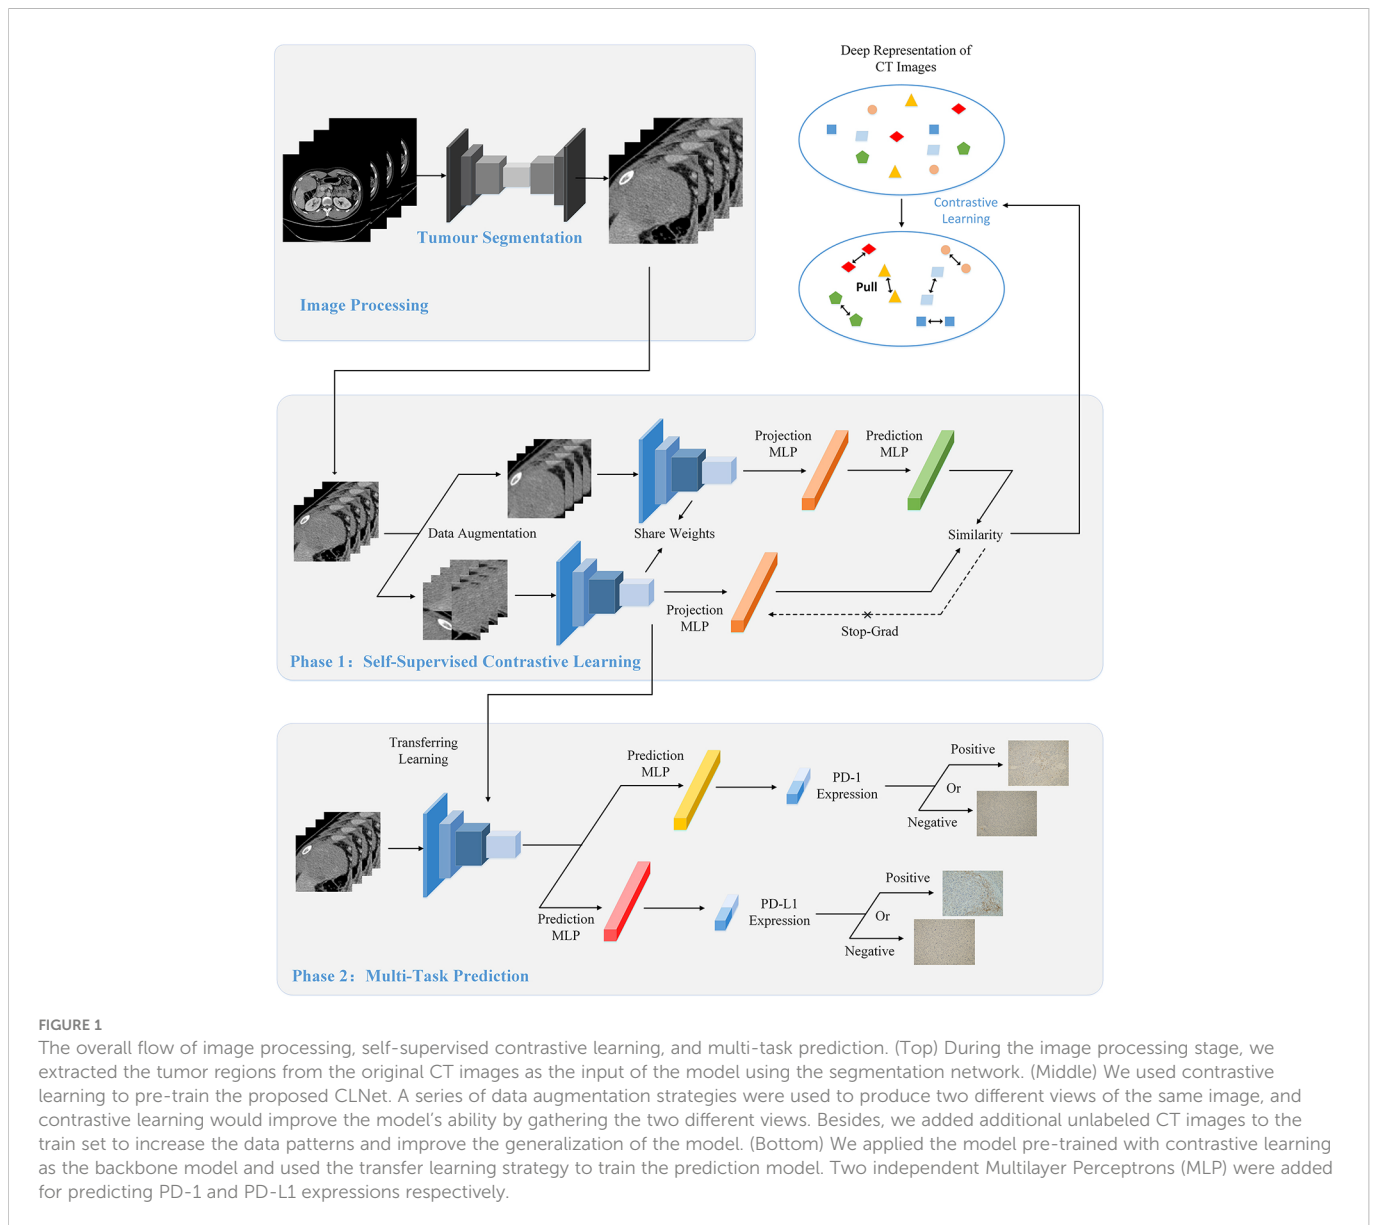 Deep Representation of
CT Images
Tumour Segmentation
Image Processing
Contrastive
Learning
Pull
Projection
MLP
Prediction
MLP
Data Augmentation
Share Weights
Similarity
Projection
MLP
Stop-Grad
Phase 1: Self-Supervised Contrastive Learning
Transferring
Learning
Prediction
MLP
PD-1
Expression
Positive
Or
Negative
Prediction
MLP
PD-L1
Expression
Positive
Or
Negative
Phase 2: Multi-Task Prediction
FIGURE 1
The overall flow of image processing, self-supervised contrastive learning, and multi-task prediction. (Top) During the image processing stage, we
extracted the tumor regions from the original CT images as the input of the model using the segmentation network. (Middle) We used contrastive
learning to pre-train the proposed CLNet. A series of data augmentation strategies were used to produce two different views of the same image, and
contrastive learning would improve the model's ability by gathering the two different views. Besides, we added additional unlabeled CT images to the
train set to increase the data patterns and improve the generalization of the model. (Bottom) We applied the model pre-trained with contrastive learning
as the backbone model and used the transfer learning strategy to train the prediction model. Two independent Multilayer Perceptrons (MLP) were added
for predicting PD-1 and PD-L1 expressions respectively.